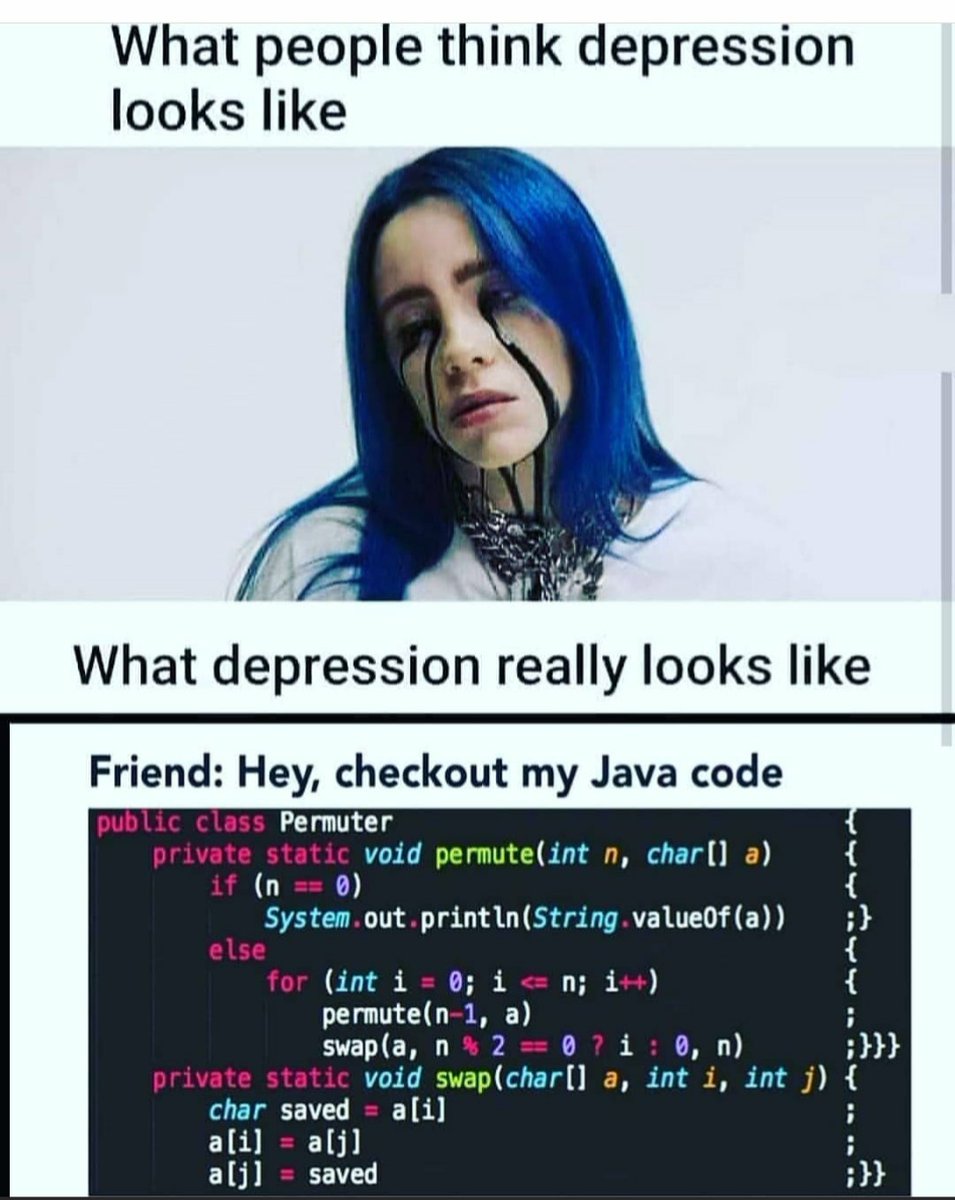 What people think depression
looks like
What depression really looks like
Friend: Hey, checkout my Java code
public class Permuter {
private static void permute(int n, char[] a) {
if (n == 0) {
System.out.println(String.valueOf(a)) ;}
else {
for (int i = 0; i <= n; i++) {
permute(n-1, a) ;
swap(a, n % 2 == 0 ? i : 0, n) ;}}}
private static void swap(char[] a, int i, int j) {
char saved = a[i] ;
a[i] = a[j] ;
a[j] = saved ;}}